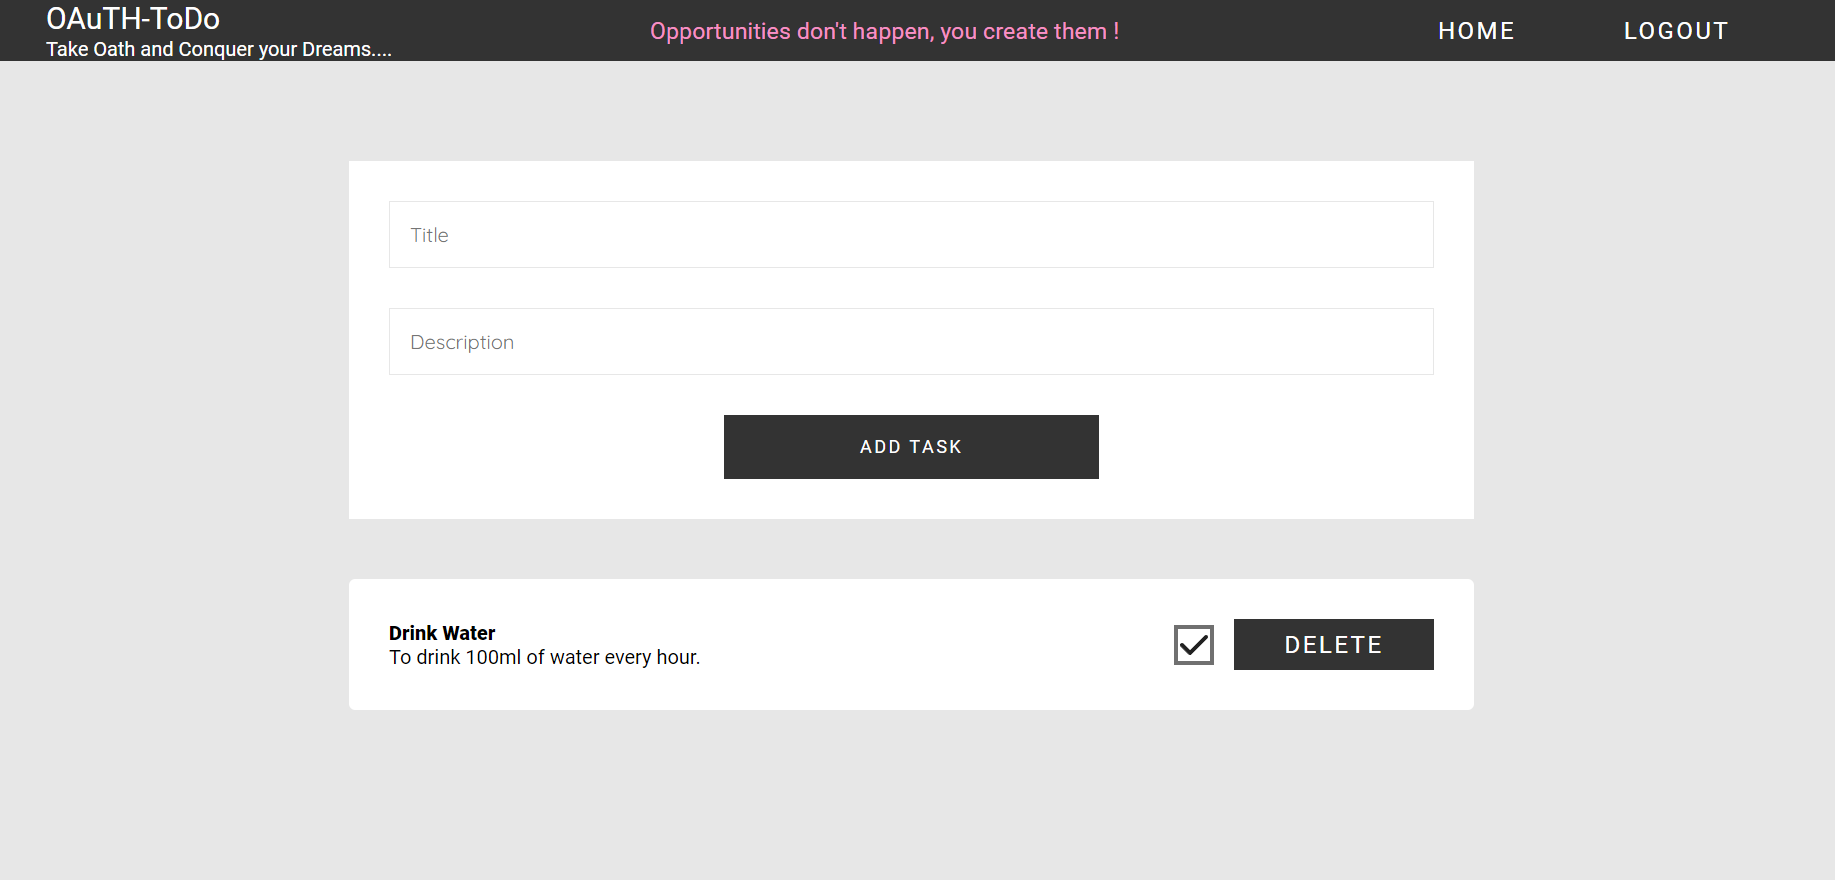 OAuTH-ToDo
Take Oath and Conquer your Dreams....
Opportunities don't happen, you create them !
HOME
LOGOUT
Title
Description
ADD TASK
Drink Water
To drink 100ml of water every hour.
DELETE